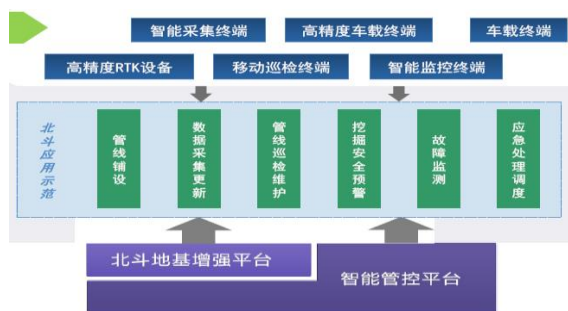 智能采集终端
高精度车载终端
车载终端
高精度RTK设备
移动巡检终端
智能监控终端
北斗应用示范
管线铺设
数据采集更新
管线巡检维护
挖掘安全预警
故障监测
应急处理调度
北斗地基增强平台
智能管控平台